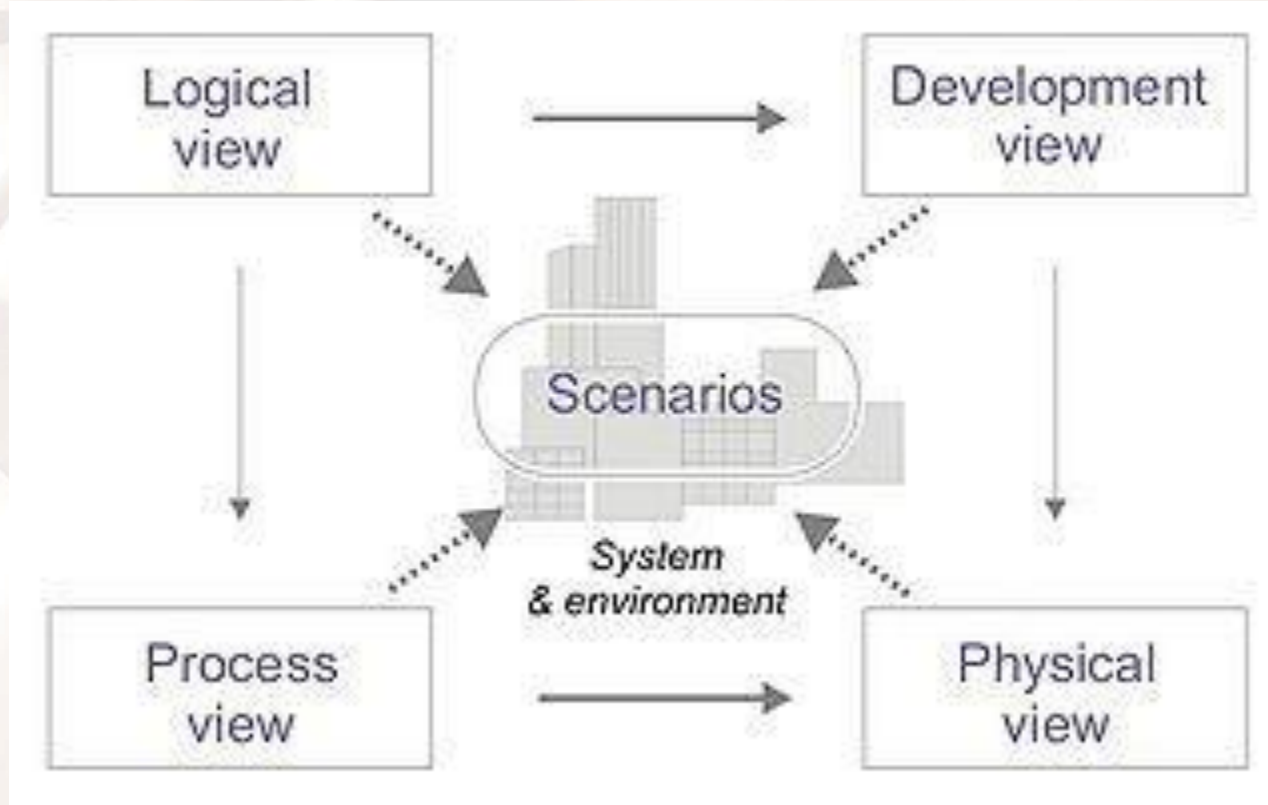 Logical
view
Development
view
Scenarios
System
& environment
Process
view
Physical
view